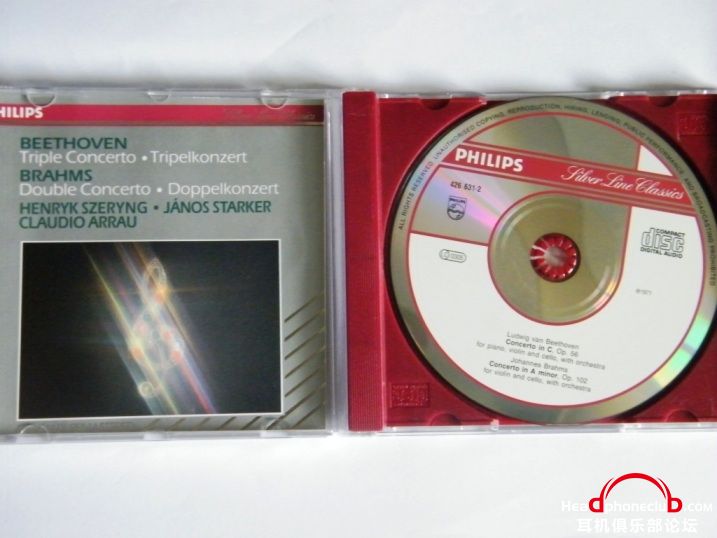 PHILIPS
BEETHOVEN
Triple Concerto • Tripelkonzert
BRAHMS
Double Concerto • Doppelkonzert
HENRYK SZERYNG • JÁNOS STARKER
CLAUDIO ARRAU
ALL RIGHTS RESERVED. UNAUTHORISED COPYING, REPRODUCTION, HIRING, LENDING, PUBLIC PERFORMANCE AND BROADCASTING PROHIBITED
PHILIPS
Silver Line Classics
426 631-2
PHILIPS
COMPACT
disc
DIGITAL AUDIO
Ludwig van Beethoven
Concerto in C, Op. 56
for piano, violin and cello, with orchestra
Johannes Brahms
Concerto in A minor, Op. 102
for violin and cello, with orchestra
HeadphoneClub.com
耳机俱乐部论坛